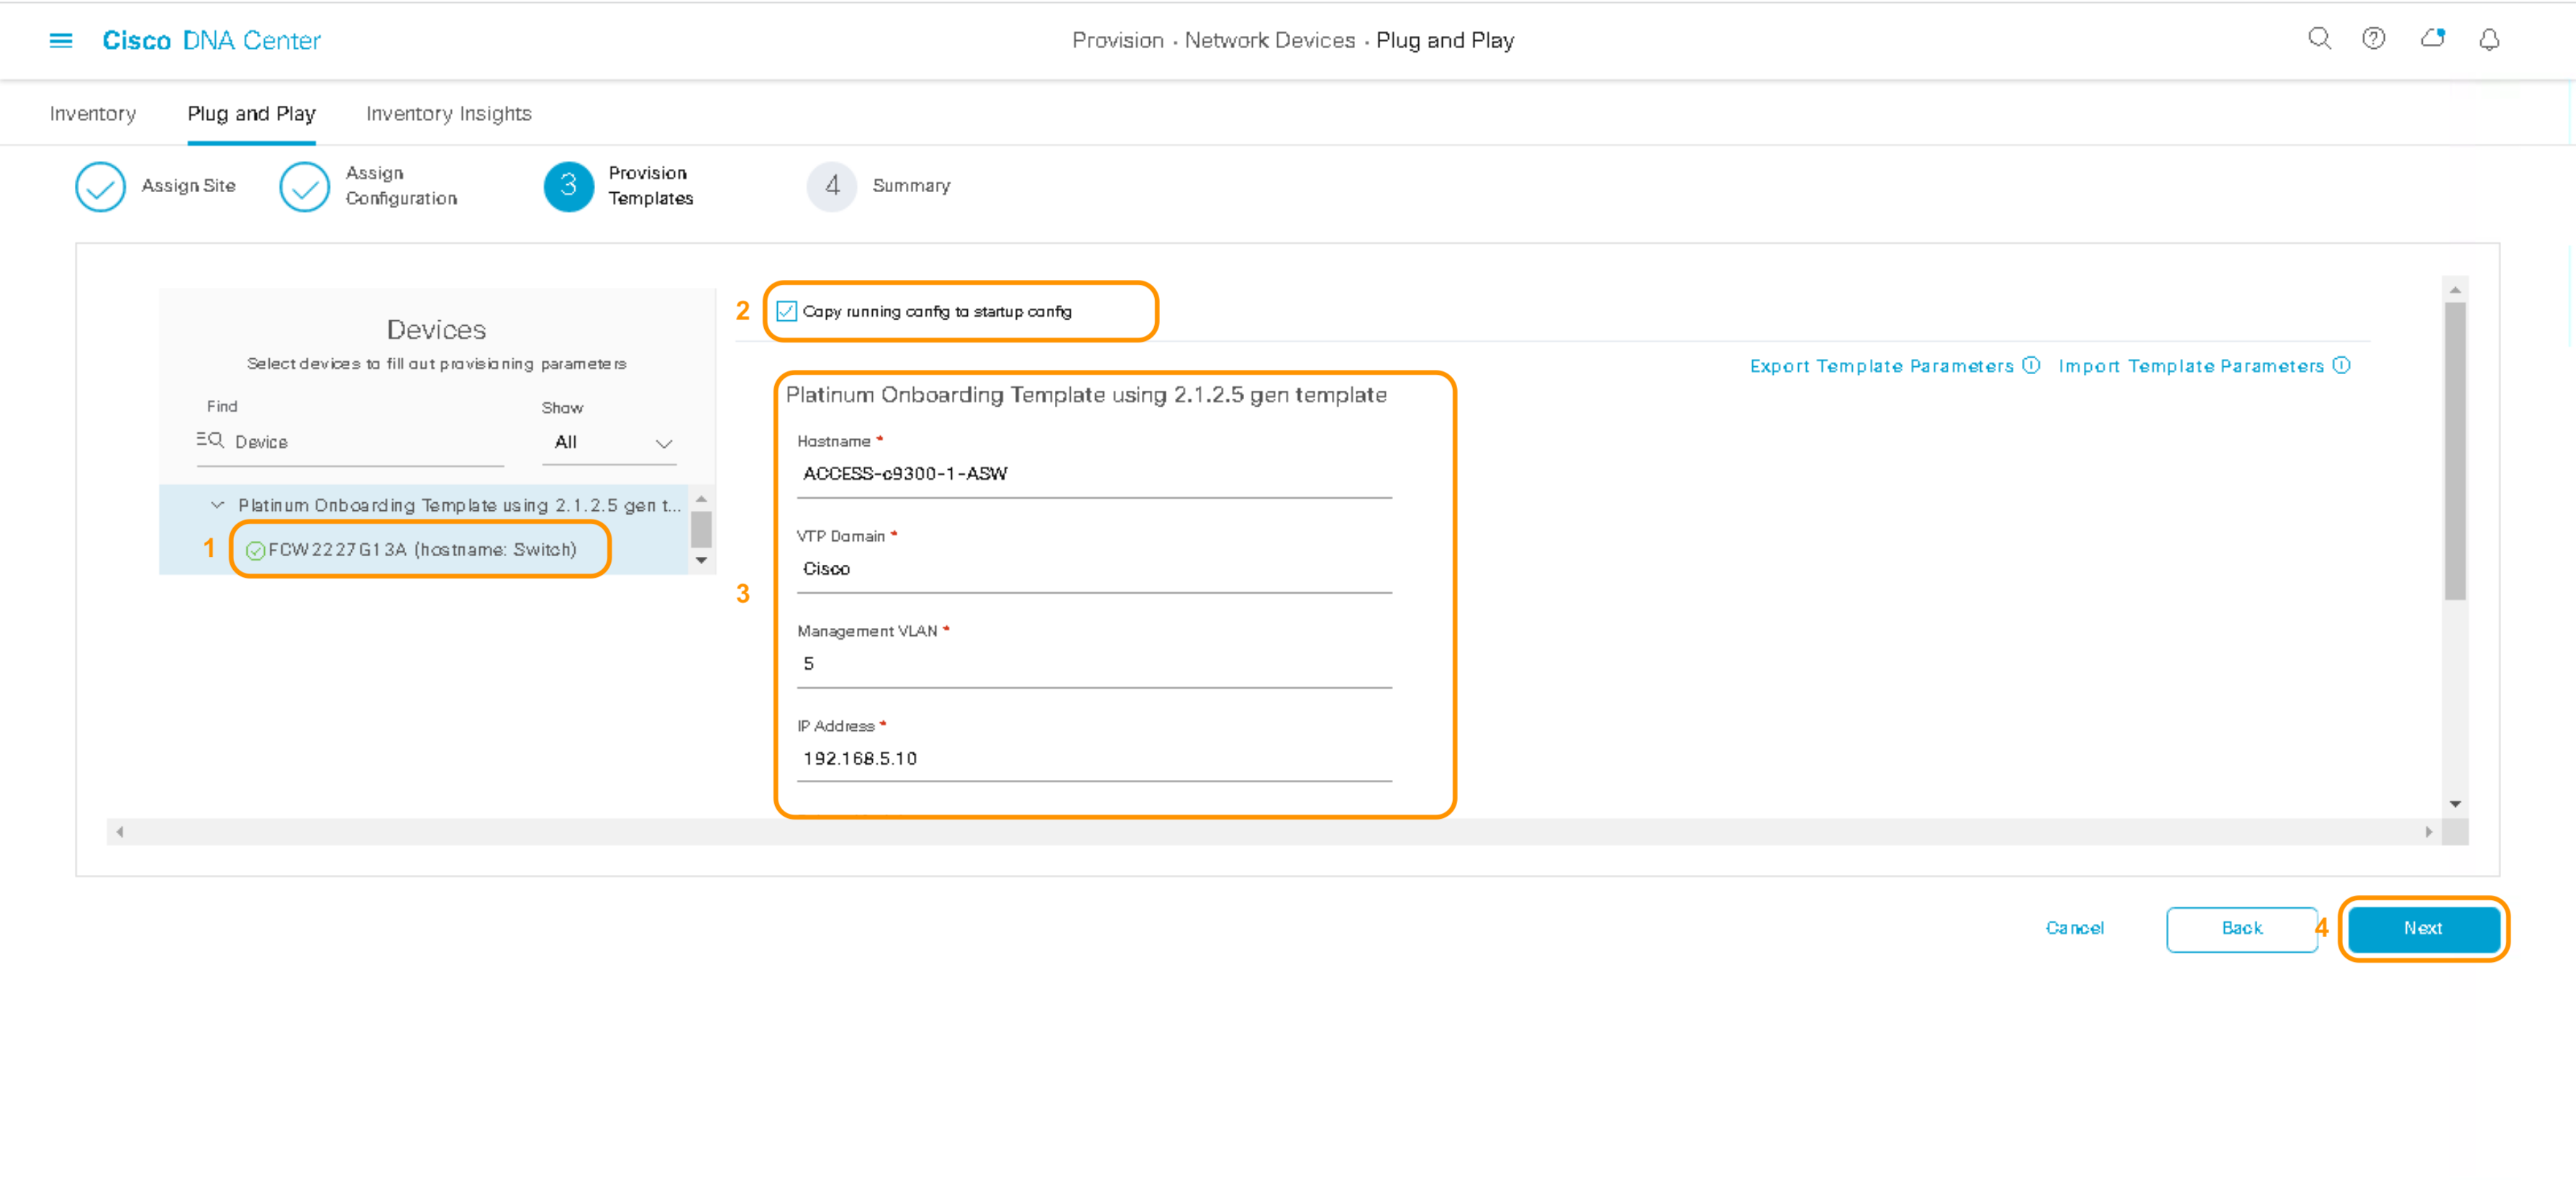 Cisco DNA Center
Provision · Network Devices · Plug and Play
Inventory
Plug and Play
Inventory Insights
Assign Site
Assign
Configuration
3
Provision
Templates
4
Summary
Devices
Select devices to fill out provisioning parameters
Find
Show
Device
All
Platinum Onboarding Template using 2.1.2.5 gen t...
1
FCW2227G13A (hostname: Switch)
2
Copy running config to startup config
Export Template Parameters
Import Template Parameters
3
Platinum Onboarding Template using 2.1.2.5 gen template
Hostname *
ACCESS-c9300-1-ASW
VTP Domain *
Cisco
Management VLAN *
5
IP Address *
192.168.5.10
Cancel
Back
4
Next